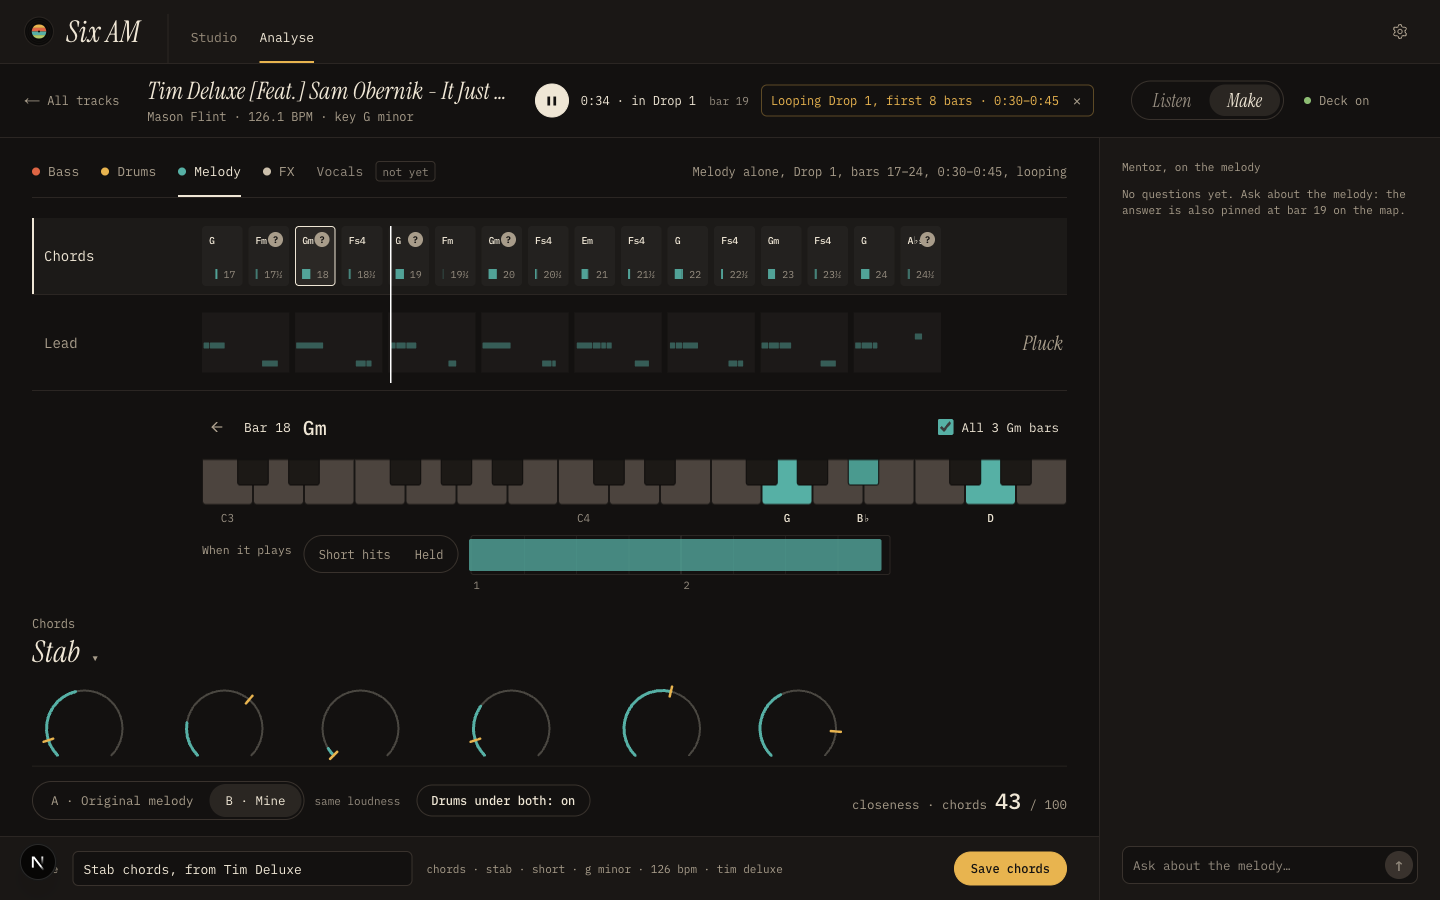 Six AM
Studio Analyse
← All tracks
Tim Deluxe [Feat.] Sam Obernik - It Just ...
Mason Flint · 126.1 BPM · key G minor
0:34 · in Drop 1 bar 19
Looping Drop 1, first 8 bars · 0:30–0:45 ×
Listen Make
Deck on
Bass Drums Melody FX Vocals not yet
Melody alone, Drop 1, bars 17–24, 0:30–0:45, looping
Mentor, on the melody
No questions yet. Ask about the melody: the
answer is also pinned at bar 19 on the map.
Chords
G Fm ? Gm ? Fs4 G ? Fm Gm ? Fs4 Em Fs4 G Fs4 Gm Fs4 G A♭ ?
17 17½ 18 18½ 19 19½ 20 20½ 21 21½ 22 22½ 23 23½ 24 24½
Lead
Pluck
← Bar 18 Gm
All 3 Gm bars
C3 C4 G B♭ D
When it plays Short hits Held
1 2
Chords
Stab ▾
A · Original melody B · Mine same loudness Drums under both: on
closeness · chords 43 / 100
N
Stab chords, from Tim Deluxe
chords · stab · short · g minor · 126 bpm · tim deluxe
Save chords
Ask about the melody… ↑